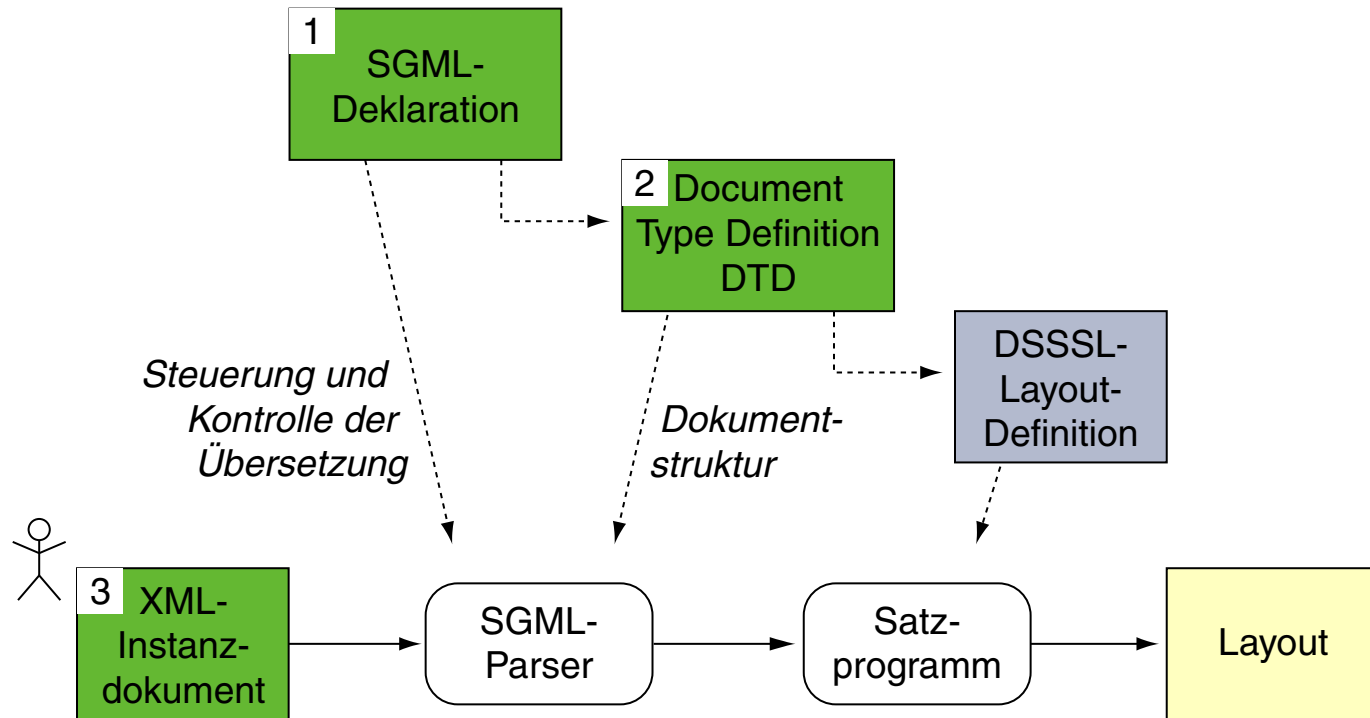 1
SGML-
Deklaration
2 Document
Type Definition
DTD
DSSSL-
Layout-
Definition
Steuerung und
Kontrolle der
Übersetzung
Dokument-
struktur
3 XML-
Instanz-
dokument
SGML-
Parser
Satz-
programm
Layout